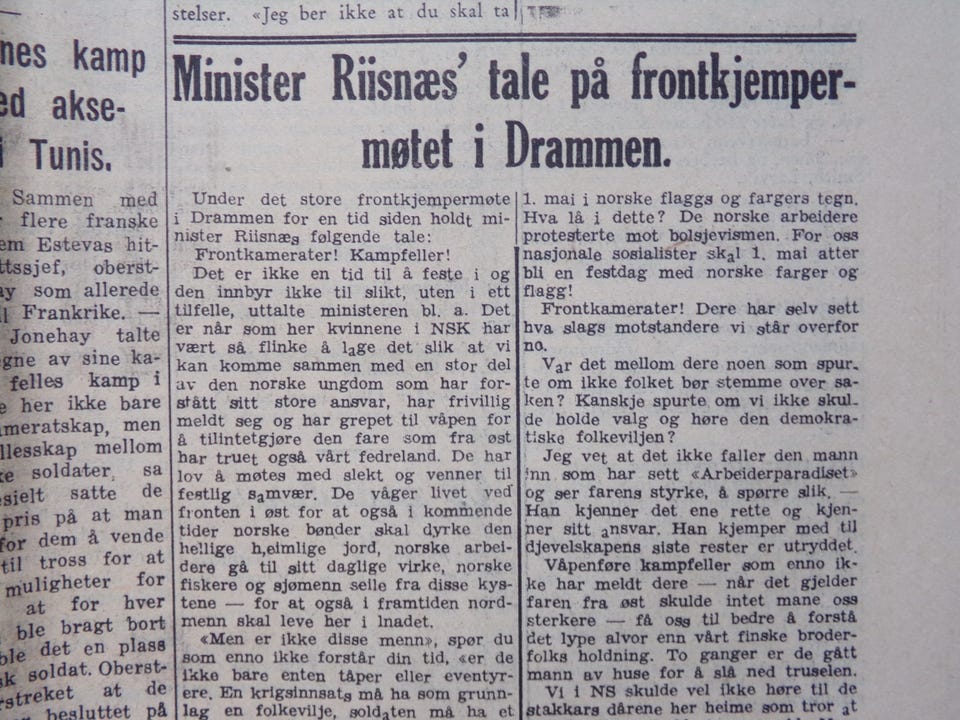 stelser. «Jeg ber ikke at du skal ta
nes kamp
ed akse-
i Tunis.
Sammen med
flere franske
em Estevas hit-
ttssjef, oberst-
ay som allerede
l Frankrike. —
Jonehay talte
gne av sine ka-
felles kamp i
e her ikke bare
ameratskap, men
llesskap mellom
ke soldater, sa
esielt satte de
pris på at man
for dem å vende
til tross for at
muligheter for
at for hver
ble bragt bort
ble det en plass
sk soldat. Oberst-
rstreket at de
besluttet på
Minister Riisnæs' tale på frontkjemper-
møtet i Drammen.
Under det store frontkjempermøte
i Drammen for en tid siden holdt mi-
nister Riisnæs følgende tale:
Frontkamerater! Kampfeller!
Det er ikke en tid til å feste i og
den innbyr ikke til slikt, uten i ett
tilfelle, uttalte ministeren bl. a. Det
er når som her kvinnene i NSK har
vært så flinke å lage det slik at vi
kan komme sammen med en stor del
av den norske ungdom som har for-
stått sitt store ansvar, har frivillig
meldt seg og har grepet til våpen for
å tilintetgjøre den fare som fra øst
har truet også vårt fedreland. De har
lov å møtes med slekt og venner til
festlig samvær. De våger livet ved
fronten i øst for at også i kommende
tider norske bønder skal dyrke den
hellige h,eimlige jord, norske arbei-
dere gå til sitt daglige virke, norske
fiskere og sjømenn seile fra disse kys-
tene — for at også i framtiden nord-
menn skal leve her i lnadet.
«Men er ikke disse menn», spør du
som enno ikke forstår din tid, «er de
ikke bare enten tåper eller eventyr-
ere. En krigsinnsats må ha som grunn-
lag en folkevilje, soldaten må ha et
1. mai i norske flaggs og fargers tegn.
Hva lå i dette? De norske arbeidere
protesterte mot bolsjevismen. For oss
nasjonale sosialister skal 1. mai atter
bli en festdag med norske farger og
flagg!
Frontkamerater! Dere har selv sett
hva slags motstandere vi står overfor
no.
Var det mellom dere noen som spur-
te om ikke folket bør stemme over sa-
ken? Kanskje spurte om vi ikke skul-
de holde valg og høre den demokra-
tiske folkeviljen?
Jeg vet at det ikke faller den mann
inn som har sett «Arbeiderparadiset»
og ser farens styrke, å spørre slik. —
Han kjenner det ene rette og kjen-
ner sitt ansvar. Han kjemper med til
djevelskapens siste rester er utryddet.
Våpenføre kampfeller som enno ik-
ke har meldt dere — når det gjelder
faren fra øst skulde intet mane oss
sterkere — få oss til bedre å forstå
det lype alvor enn vårt finske broder-
folks holdning. To ganger er de gått
mann av huse for å slå ned truselen.
Vi i NS skulde vel ikke høre til de
stakkars dårene her heime som tror at